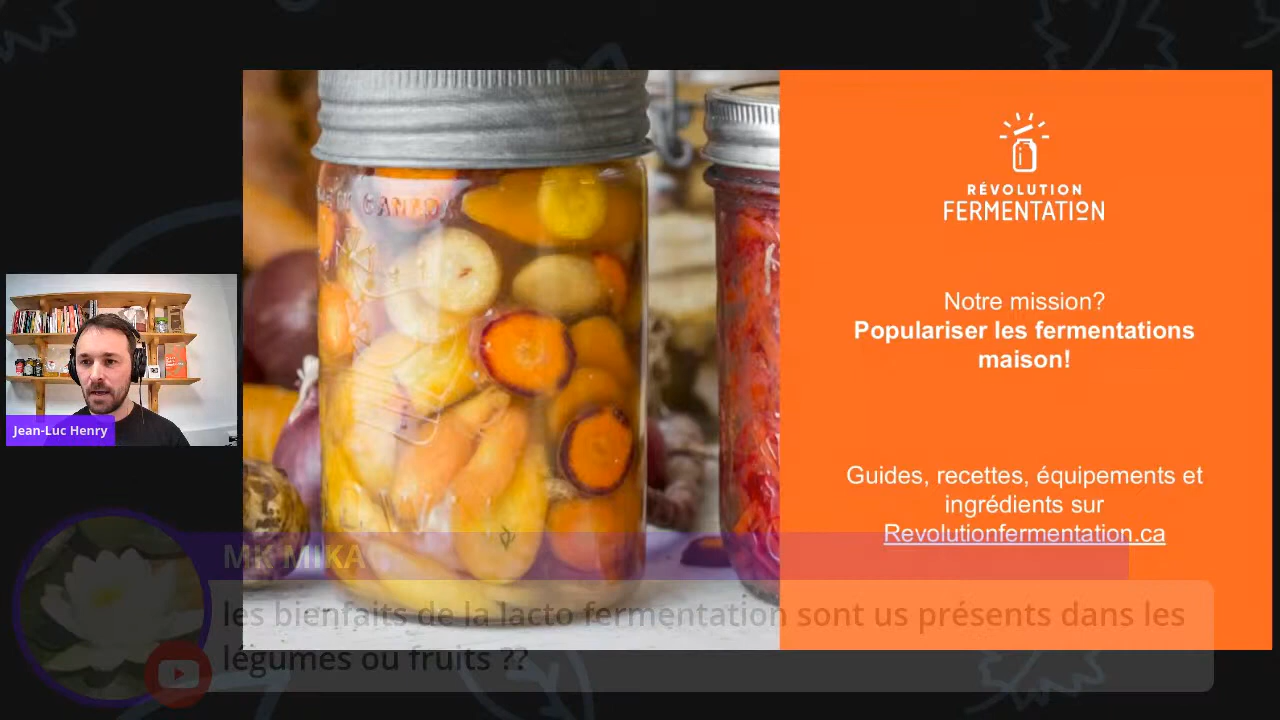 RÉVOLUTION
FERMENTATION
Notre mission?
Populariser les fermentations
maison!
Guides, recettes, équipements et
ingrédients sur
Revolutionfermentation.ca
Jean-Luc Henry
MK MIKA
les bienfaits de la lacto fermentation sont us présents dans les
légumes ou fruits ??
CANADA